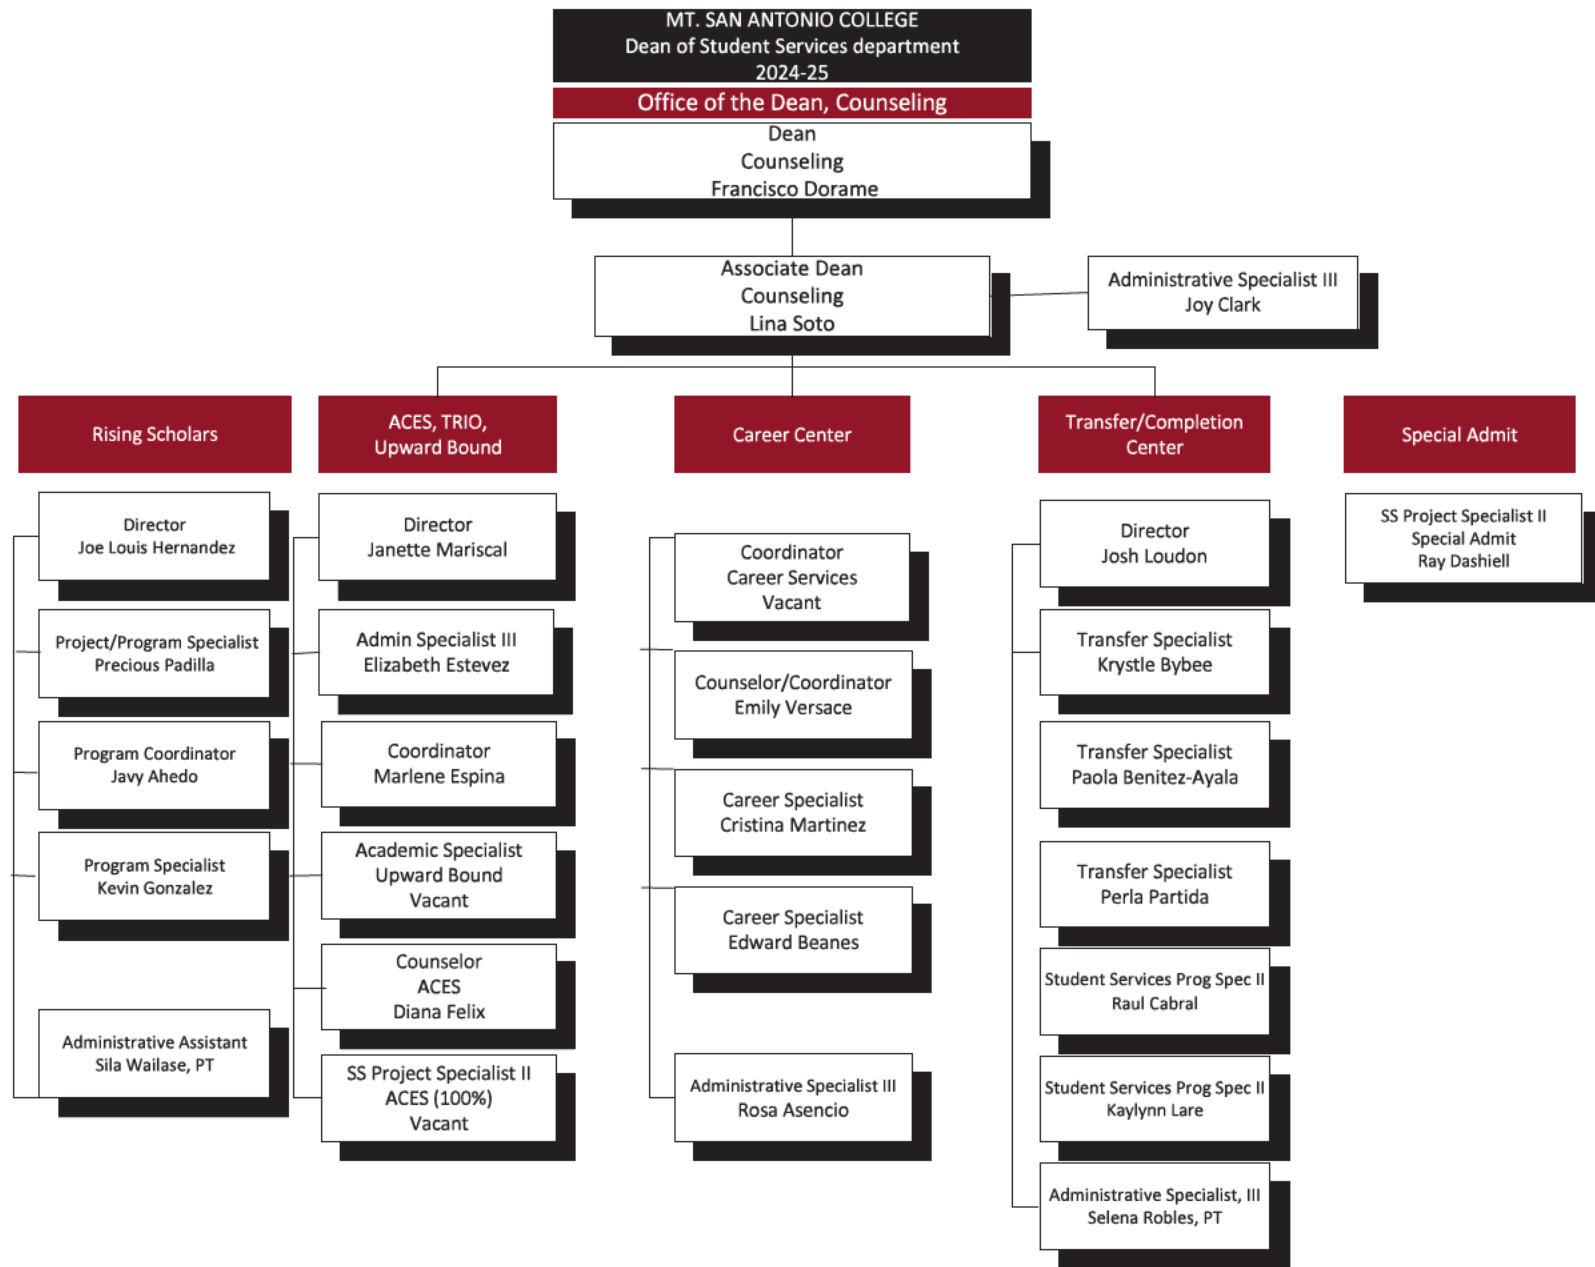 MT. SAN ANTONIO COLLEGE
Dean of Student Services department
2024-25
Office of the Dean, Counseling
Dean
Counseling
Francisco Dorame
Associate Dean
Counseling
Lina Soto
Administrative Specialist III
Joy Clark
Rising Scholars
Director
Joe Louis Hernandez
Project/Program Specialist
Precious Padilla
Program Coordinator
Javy Ahedo
Program Specialist
Kevin Gonzalez
Administrative Assistant
Sila Wailase, PT
ACES, TRIO,
Upward Bound
Director
Janette Mariscal
Admin Specialist III
Elizabeth Estevez
Coordinator
Marlene Espina
Academic Specialist
Upward Bound
Vacant
Counselor
ACES
Diana Felix
SS Project Specialist II
ACES (100%)
Vacant
Career Center
Coordinator
Career Services
Vacant
Counselor/Coordinator
Emily Versace
Career Specialist
Cristina Martinez
Career Specialist
Edward Beanes
Administrative Specialist III
Rosa Asencio
Transfer/Completion
Center
Director
Josh Loudon
Transfer Specialist
Krystle Bybee
Transfer Specialist
Paola Benitez-Ayala
Transfer Specialist
Perla Partida
Student Services Prog Spec II
Raul Cabral
Student Services Prog Spec II
Kaylynn Lare
Administrative Specialist, III
Selena Robles, PT
Special Admit
SS Project Specialist II
Special Admit
Ray Dashiell